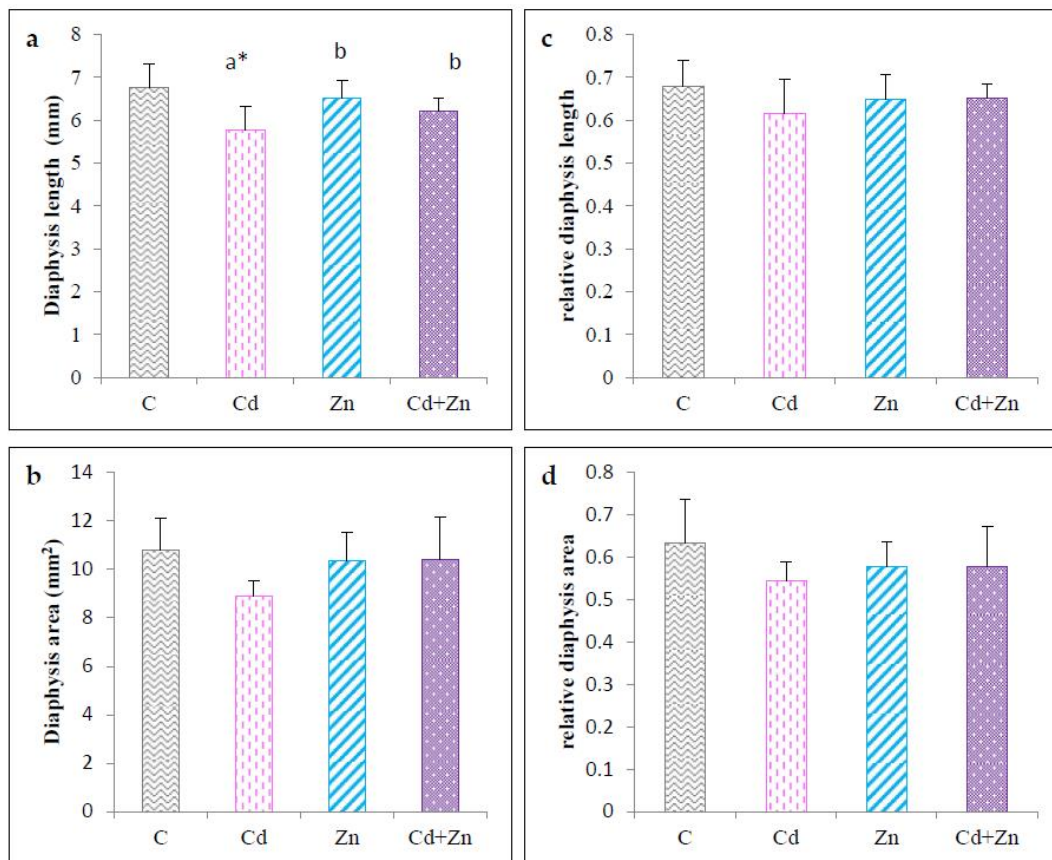 a
Diaphysis length (mm)
8
7
6
5
4
3
2
1
0
a*
b
b
C
Cd
Zn
Cd+Zn
c
relative diaphysis length
0.8
0.7
0.6
0.5
0.4
0.3
0.2
0.1
0
C
Cd
Zn
Cd+Zn
b
Diaphysis area (mm²)
14
12
10
8
6
4
2
0
C
Cd
Zn
Cd+Zn
d
relative diaphysis area
0.8
0.7
0.6
0.5
0.4
0.3
0.2
0.1
0
C
Cd
Zn
Cd+Zn